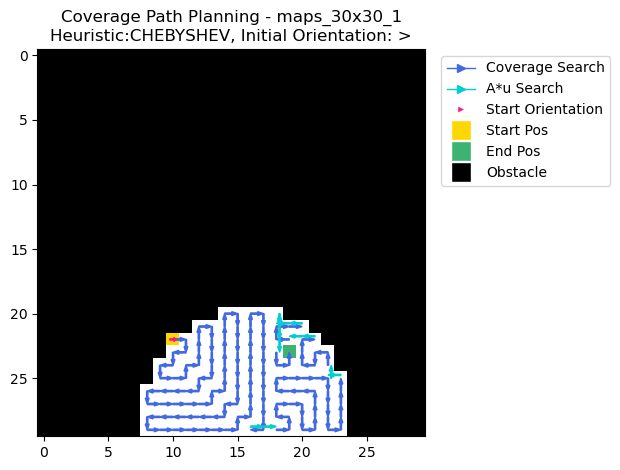 Coverage Path Planning - maps_30x30_1
Heuristic:CHEBYSHEV, Initial Orientation: >
Coverage Search
A*u Search
Start Orientation
Start Pos
End Pos
Obstacle
0
5
10
15
20
25
0
5
10
15
20
25